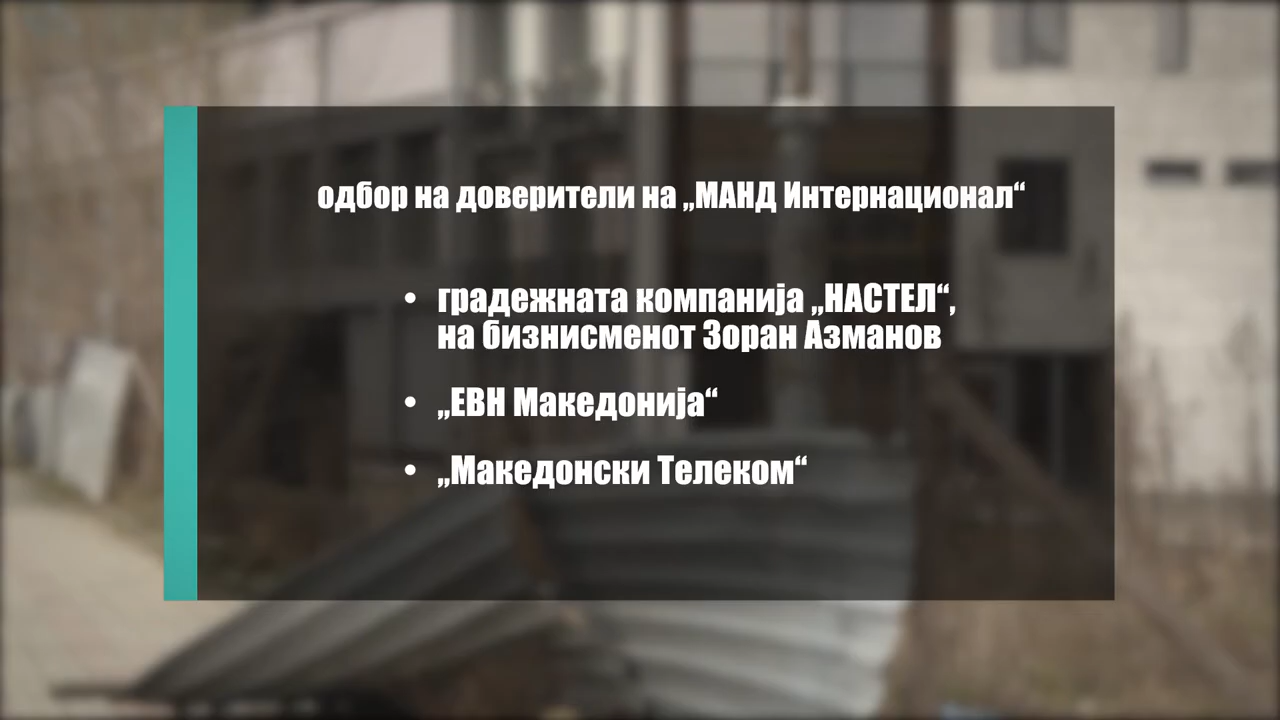 одбор на доверители на „МАНД Интернационал“
• градежната компанија „НАСТЕЛ“,
на бизнисменот Зоран Азманов
• „ЕВН Македонија“
• „Македонски Телеком“